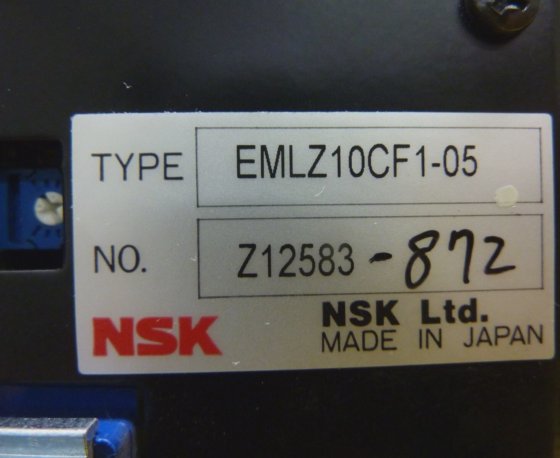 TYPE EMLZ10CF1-05
NO. Z12583-872
NSK NSK Ltd.
MADE IN JAPAN